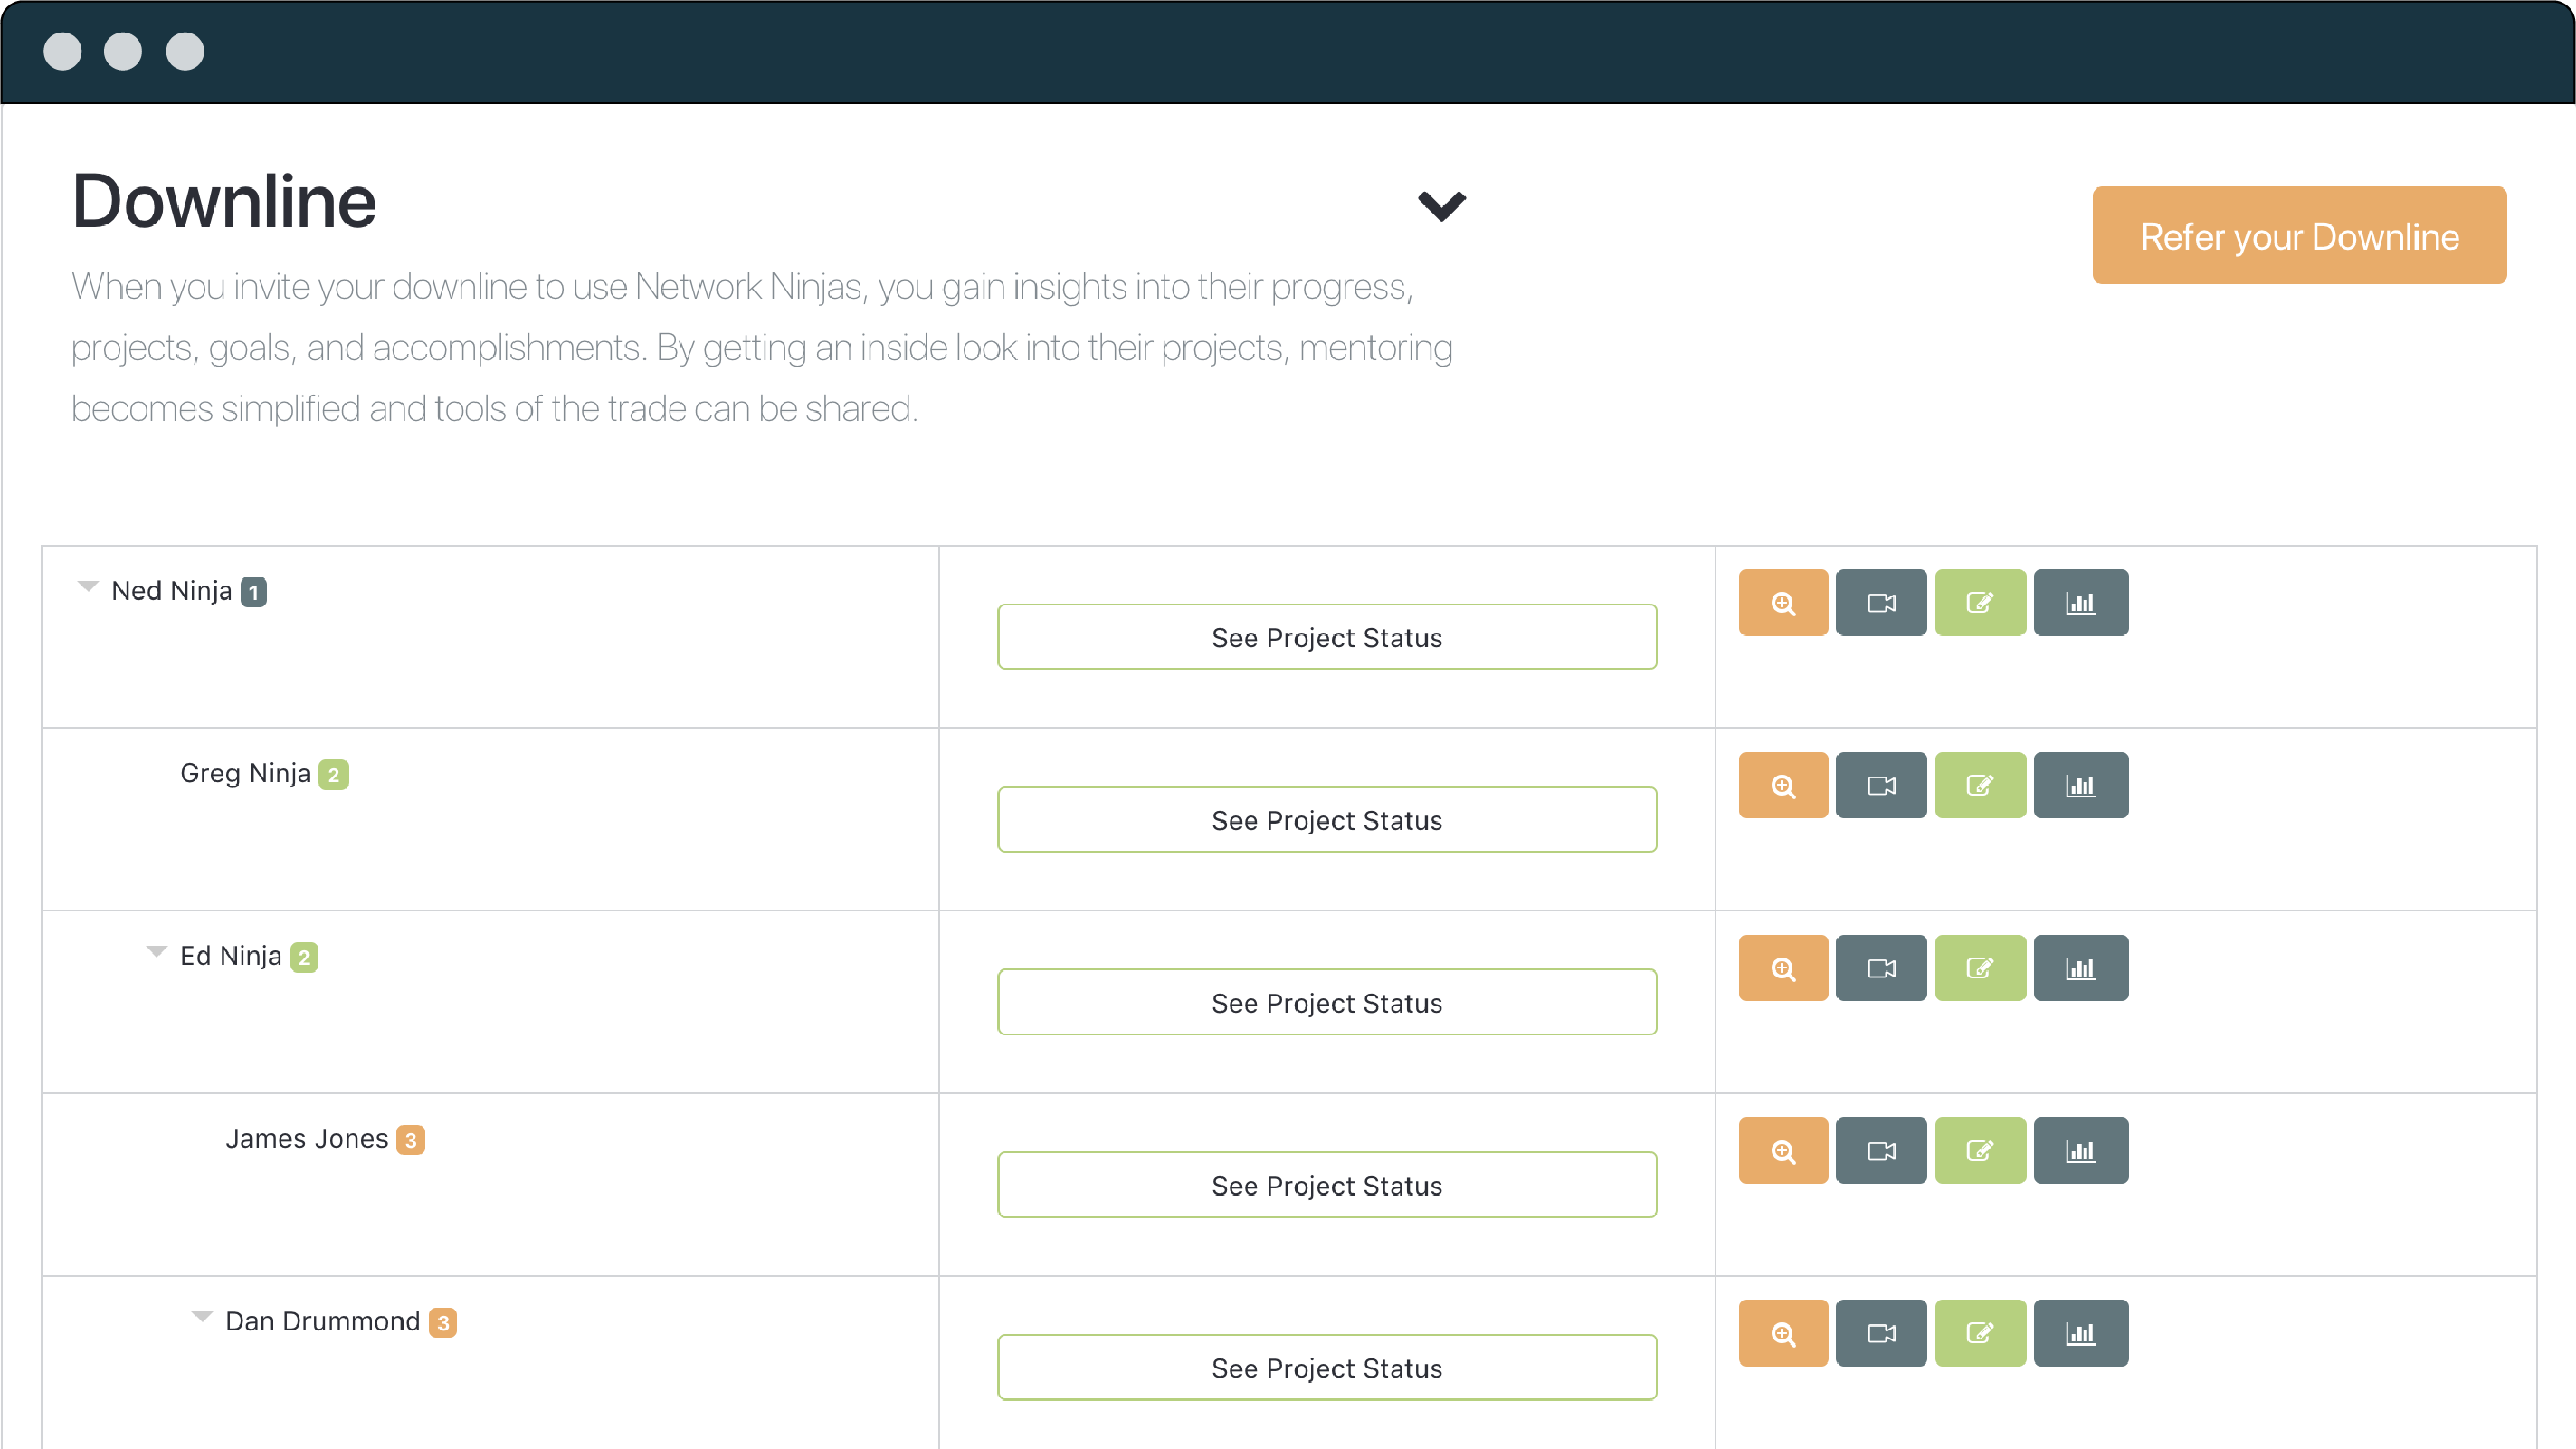 Downline
Refer your Downline
When you invite your downline to use Network Ninjas, you gain insights into their progress,
projects, goals, and accomplishments. By getting an inside look into their projects, mentoring
becomes simplified and tools of the trade can be shared.
Ned Ninja 1
See Project Status
Greg Ninja 2
See Project Status
Ed Ninja 2
See Project Status
James Jones 3
See Project Status
Dan Drummond 3
See Project Status